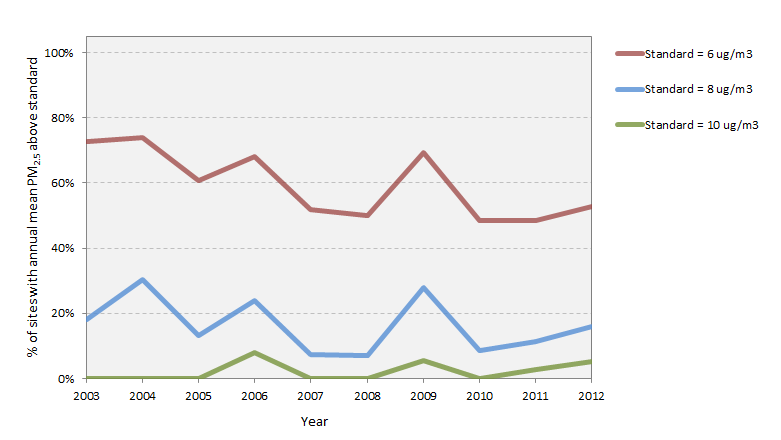 % of sites with annual mean PM2.5 above standard
100%
80%
60%
40%
20%
0%
2003 2004 2005 2006 2007 2008 2009 2010 2011 2012
Year
Standard = 6 ug/m3
Standard = 8 ug/m3
Standard = 10 ug/m3